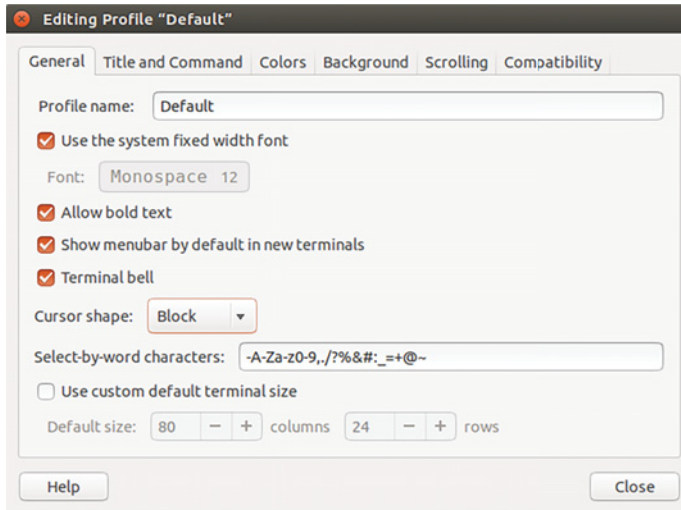 Editing Profile “Default”
General Title and Command Colors Background Scrolling Compatibility
Profile name: Default
Use the system fixed width font
Font: Monospace 12
Allow bold text
Show menubar by default in new terminals
Terminal bell
Cursor shape: Block
Select-by-word characters: -A-Za-z0-9,./?%&#:_=+@~
Use custom default terminal size
Default size: 80 − + columns 24 − + rows
Help Close